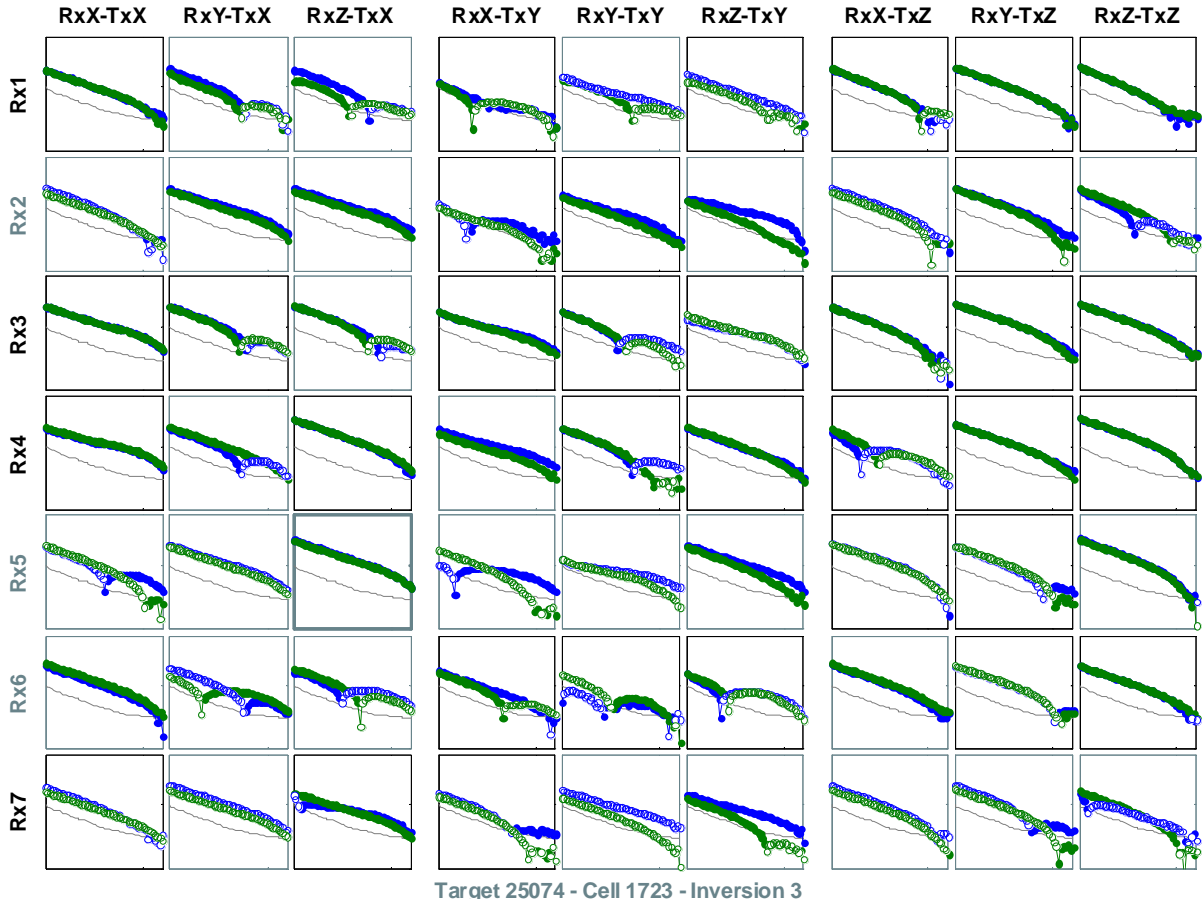 RxX-TxX RxY-TxX RxZ-TxX RxX-TxY RxY-TxY RxZ-TxY RxX-TxZ RxY-TxZ RxZ-TxZ
Rx1
Rx2
Rx3
Rx4
Rx5
Rx6
Rx7
Target 25074 - Cell 1723 - Inversion 3